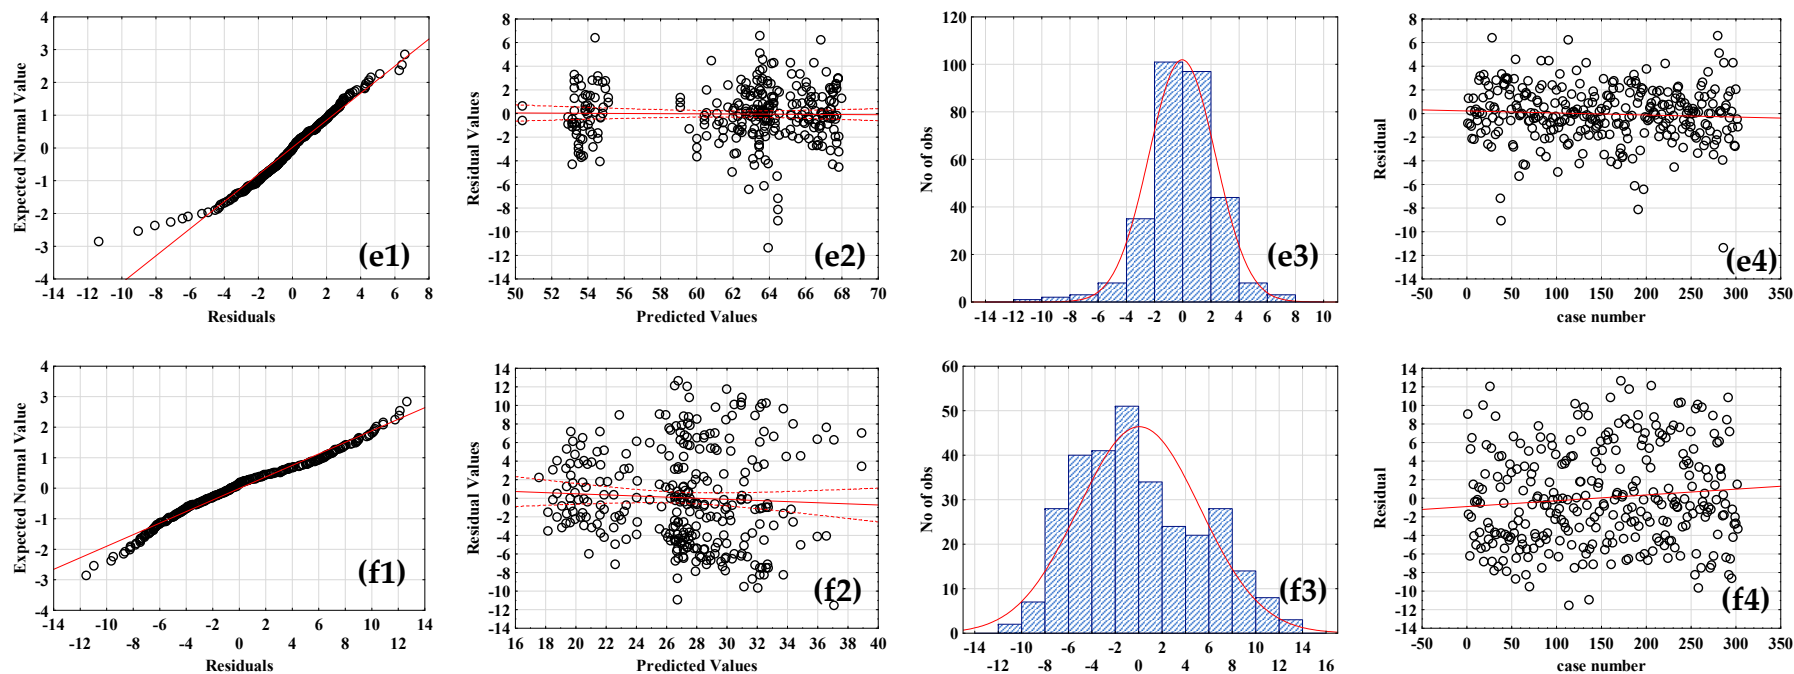 4
3
2
1
0
-1
-2
-3
-4
Expected Normal Value
-14 -12 -10 -8 -6 -4 -2 0 2 4 6 8
Residuals
(e1)
8
6
4
2
0
-2
-4
-6
-8
-10
-12
-14
Residual Values
50 52 54 56 58 60 62 64 66 68 70
Predicted Values
(e2)
120
100
80
60
40
20
0
No of obs
-14 -12 -10 -8 -6 -4 -2 0 2 4 6 8 10
(e3)
8
6
4
2
0
-2
-4
-6
-8
-10
-12
-14
Residual
-50 0 50 100 150 200 250 300 350
case number
(e4)
4
3
2
1
0
-1
-2
-3
-4
Expected Normal Value
-14 -10 -6 -2 2 6 10 14
-12 -8 -4 0 4 8 12
Residuals
(f1)
14
12
10
8
6
4
2
0
-2
-4
-6
-8
-10
-12
-14
Residual Values
16 18 20 22 24 26 28 30 32 34 36 38 40
Predicted Values
(f2)
60
50
40
30
20
10
0
No of obs
-10 -6 -2 2 6 10 14
-12 -8 -4 0 4 8 12 16
(f3)
14
12
10
8
6
4
2
0
-2
-4
-6
-8
-10
-12
-14
Residual
-50 0 50 100 150 200 250 300 350
case number
(f4)